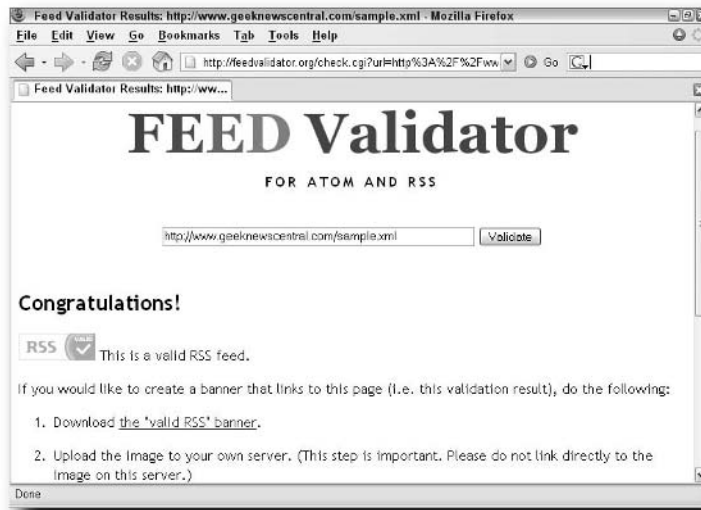 Feed Validator Results: http://www.geeknewscentral.com/sample.xml - Mozilla Firefox
File Edit View Go Bookmarks Tab Tools Help
http://feedvalidator.org/check.cgi?url=http%3A%2F%2Fww
Go
Feed Validator Results: http://ww...
FEED Validator
FOR ATOM AND RSS
http://www.geeknewscentral.com/sample.xml
Validate
Congratulations!
RSS VALID This is a valid RSS feed.
If you would like to create a banner that links to this page (i.e. this validation result), do the following:
1. Download the "valid RSS" banner.
2. Upload the image to your own server. (This step is important. Please do not link directly to the
image on this server.)
Done